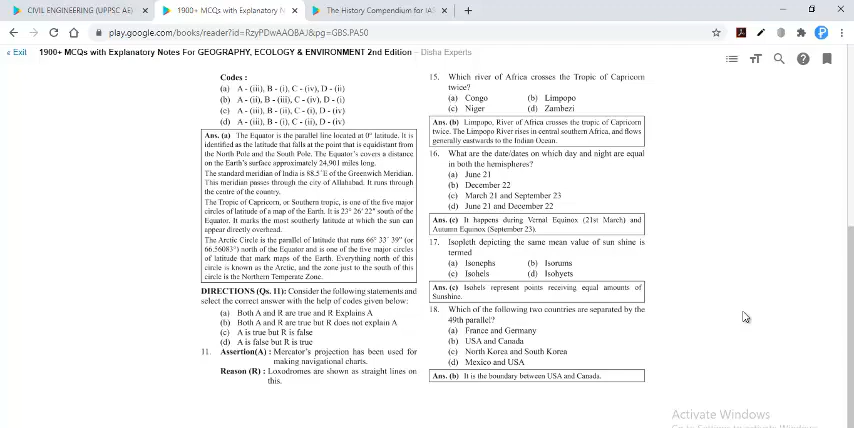 CIVIL ENGINEERING (UPPSC AE)
1900+ MCQs with Explanatory N
The History Compendium for IAS
play.google.com/books/reader?id=RzyPDwAAQBAJ&pg=GBS.PA50
Exit 1900+ MCQs with Explanatory Notes For GEOGRAPHY, ECOLOGY & ENVIRONMENT 2nd Edition – Disha Experts
Codes :
(a) A - (iii), B - (i), C - (iv), D - (ii)
(b) A - (ii), B - (iii), C - (iv), D - (i)
(c) A - (iii), B - (ii), C - (i), D - (iv)
(d) A - (iii), B - (i), C - (ii), D - (iv)
Ans. (a) The Equator is the parallel line located at 0° latitude. It is
identified as the latitude that falls at the point that is equidistant from
the North Pole and the South Pole. The Equator's covers a distance
on the Earth's surface approximately 24,901 miles long.
The standard meridian of India is 88.5˚E of the Greenwich Meridian.
This meridian passes through the city of Allahabad. It runs through
the centre of the country.
The Tropic of Capricorn, or Southern tropic, is one of the five major
circles of latitude of a map of the Earth. It is 23° 26' 22" south of the
Equator. It marks the most southerly latitude at which the sun can
appear directly overhead.
The Arctic Circle is the parallel of latitude that runs 66° 33' 39" (or
66.56083°) north of the Equator and is one of the five major circles
of latitude that mark maps of the Earth. Everything north of this
circle is known as the Arctic, and the zone just to the south of this
circle is the Northern Temperate Zone.
DIRECTIONS (Qs. 11): Consider the following statements and
select the correct answer with the help of codes given below:
(a) Both A and R are true and R Explains A
(b) Both A and R are true but R does not explain A
(c) A is true but R is false
(d) A is false but R is true
11. Assertion(A) : Mercator's projection has been used for
making navigational charts.
Reason (R) : Loxodromes are shown as straight lines on
this.
15. Which river of Africa crosses the Tropic of Capricorn
twice?
(a) Congo (b) Limpopo
(c) Niger (d) Zambezi
Ans. (b) Limpopo, River of Africa crosses the tropic of Capricorn
twice. The Limpopo River rises in central southern Africa, and flows
generally eastwards to the Indian Ocean.
16. What are the date/dates on which day and night are equal
in both the hemispheres?
(a) June 21
(b) December 22
(c) March 21 and September 23
(d) June 21 and December 22
Ans. (c) It happens during Vernal Equinox (21st March) and
Autumn Equinox (September 23).
17. Isopleth depicting the same mean value of sun shine is
termed
(a) Isonephs (b) Isorums
(c) Isohels (d) Isohyets
Ans. (c) Isohels represent points receiving equal amounts of
Sunshine.
18. Which of the following two countries are separated by the
49th parallel?
(a) France and Germany
(b) USA and Canada
(c) North Korea and South Korea
(d) Mexico and USA
Ans. (b) It is the boundary between USA and Canada.
Activate Windows